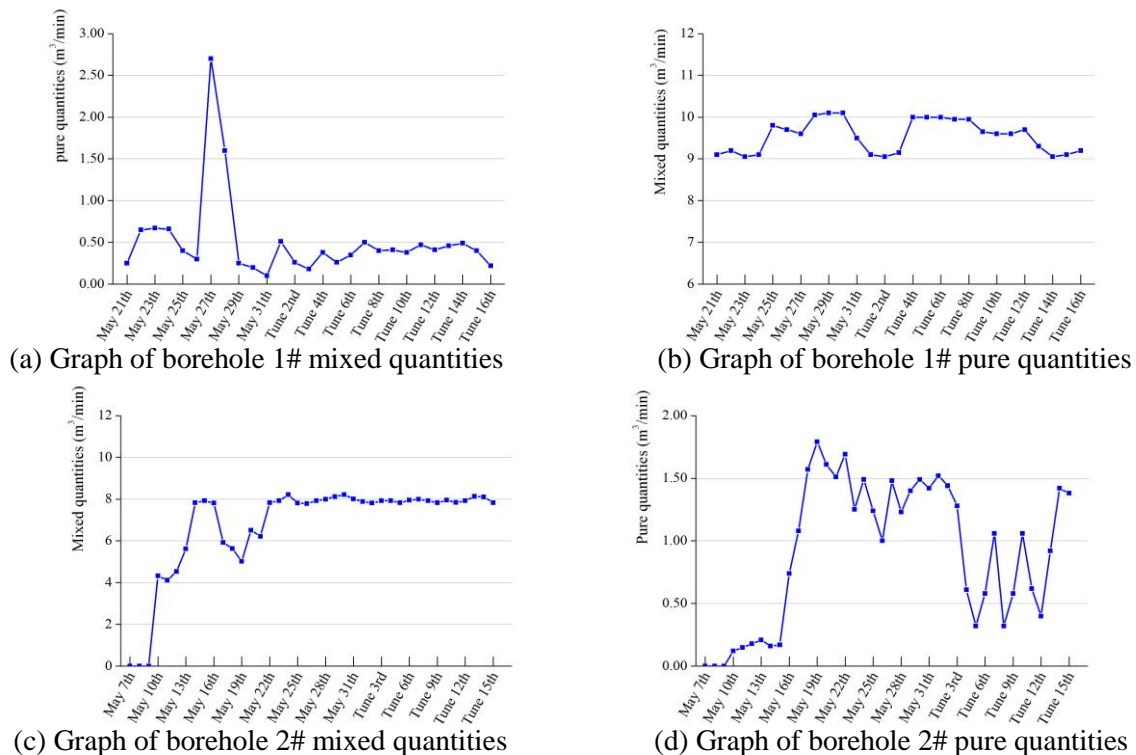 pure quantities (m³/min)
3.00
2.50
2.00
1.50
1.00
0.50
0.00
May 21th
May 23th
May 25th
May 27th
May 29th
May 31th
Tune 2nd
Tune 4th
Tune 6th
Tune 8th
Tune 10th
Tune 12th
Tune 14th
Tune 16th
(a) Graph of borehole 1# mixed quantities
Mixed quantities (m³/min)
12
11
10
9
8
7
6
May 21th
May 23th
May 25th
May 27th
May 29th
May 31th
Tune 2nd
Tune 4th
Tune 6th
Tune 8th
Tune 10th
Tune 12th
Tune 14th
Tune 16th
(b) Graph of borehole 1# pure quantities
Mixed quantities (m³/min)
12
10
8
6
4
2
0
May 7th
May 10th
May 13th
May 16th
May 19th
May 22th
May 25th
May 28th
May 31th
Tune 3rd
Tune 6th
Tune 9th
Tune 12th
Tune 15th
(c) Graph of borehole 2# mixed quantities
Pure quantities (m³/min)
2.00
1.50
1.00
0.50
0.00
May 7th
May 10th
May 13th
May 16th
May 19th
May 22th
May 25th
May 28th
May 31th
Tune 3rd
Tune 6th
Tune 9th
Tune 12th
Tune 15th
(d) Graph of borehole 2# pure quantities